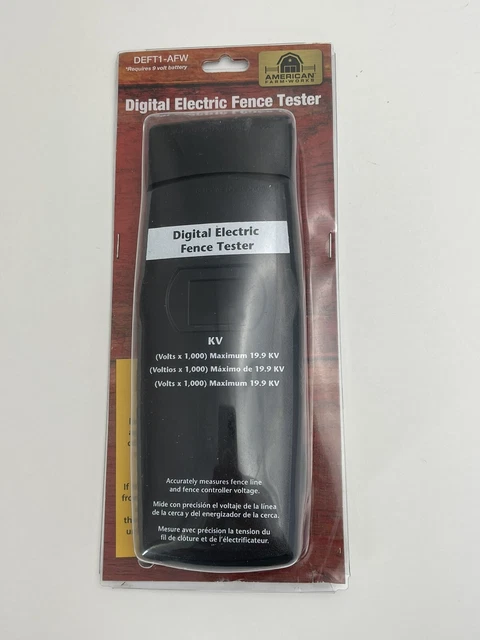 DEFT1-AFW
*Requires 9 volt battery
AMERICAN
FARM WORKS
Digital Electric Fence Tester
Digital Electric
Fence Tester
KV
(Volts x 1,000) Maximum 19.9 KV
(Voltios x 1,000) Máximo de 19.9 KV
(Volts x 1,000) Maximum 19.9 KV
Accurately measures fence line
and fence controller voltage.
Mide con precisión el voltaje de la línea
de la cerca y del energizador de la cerca.
Mesure avec précision la tension du
fil de clôture et de l'électrificateur.
If